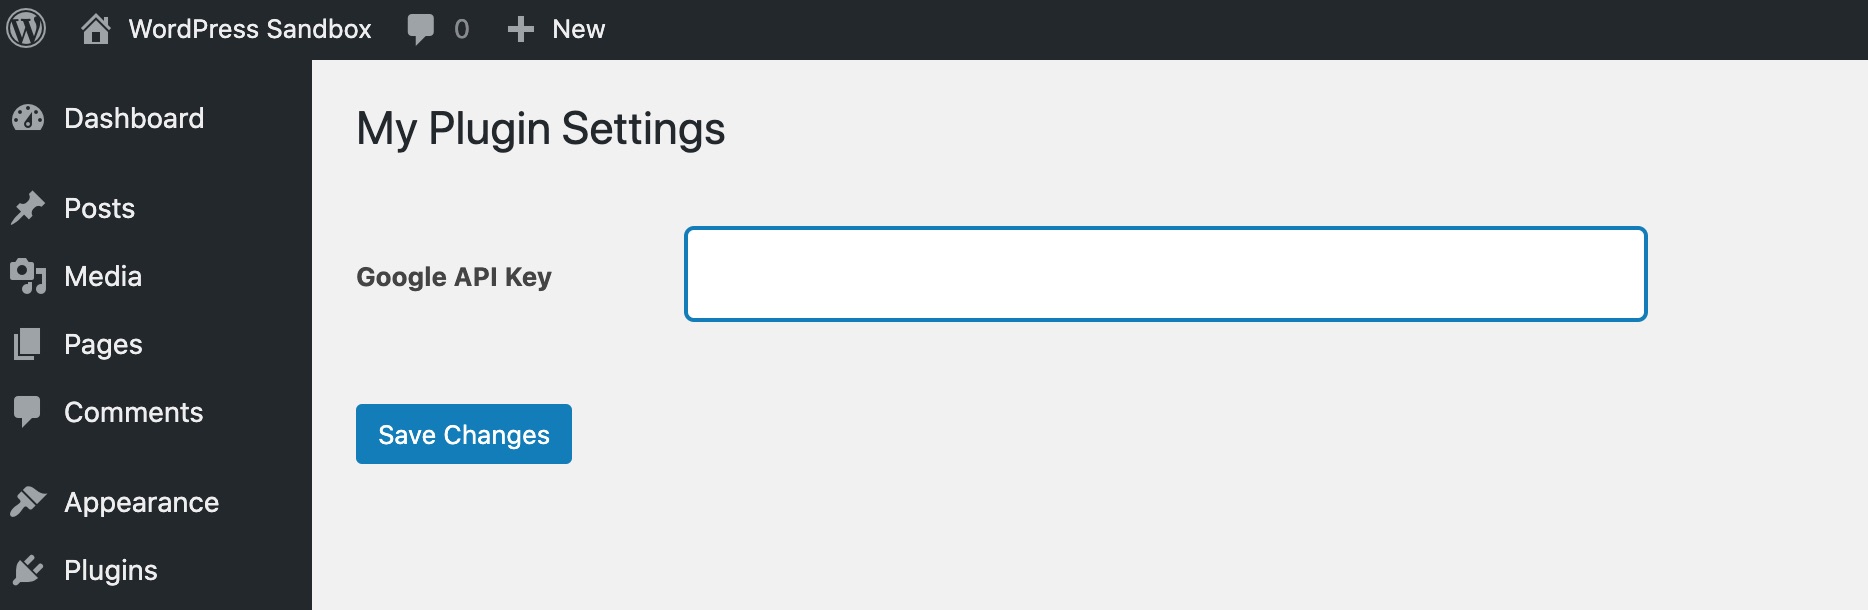 WordPress Sandbox 0 New
Dashboard
Posts
Media
Pages
Comments
Appearance
Plugins
My Plugin Settings
Google API Key
Save Changes